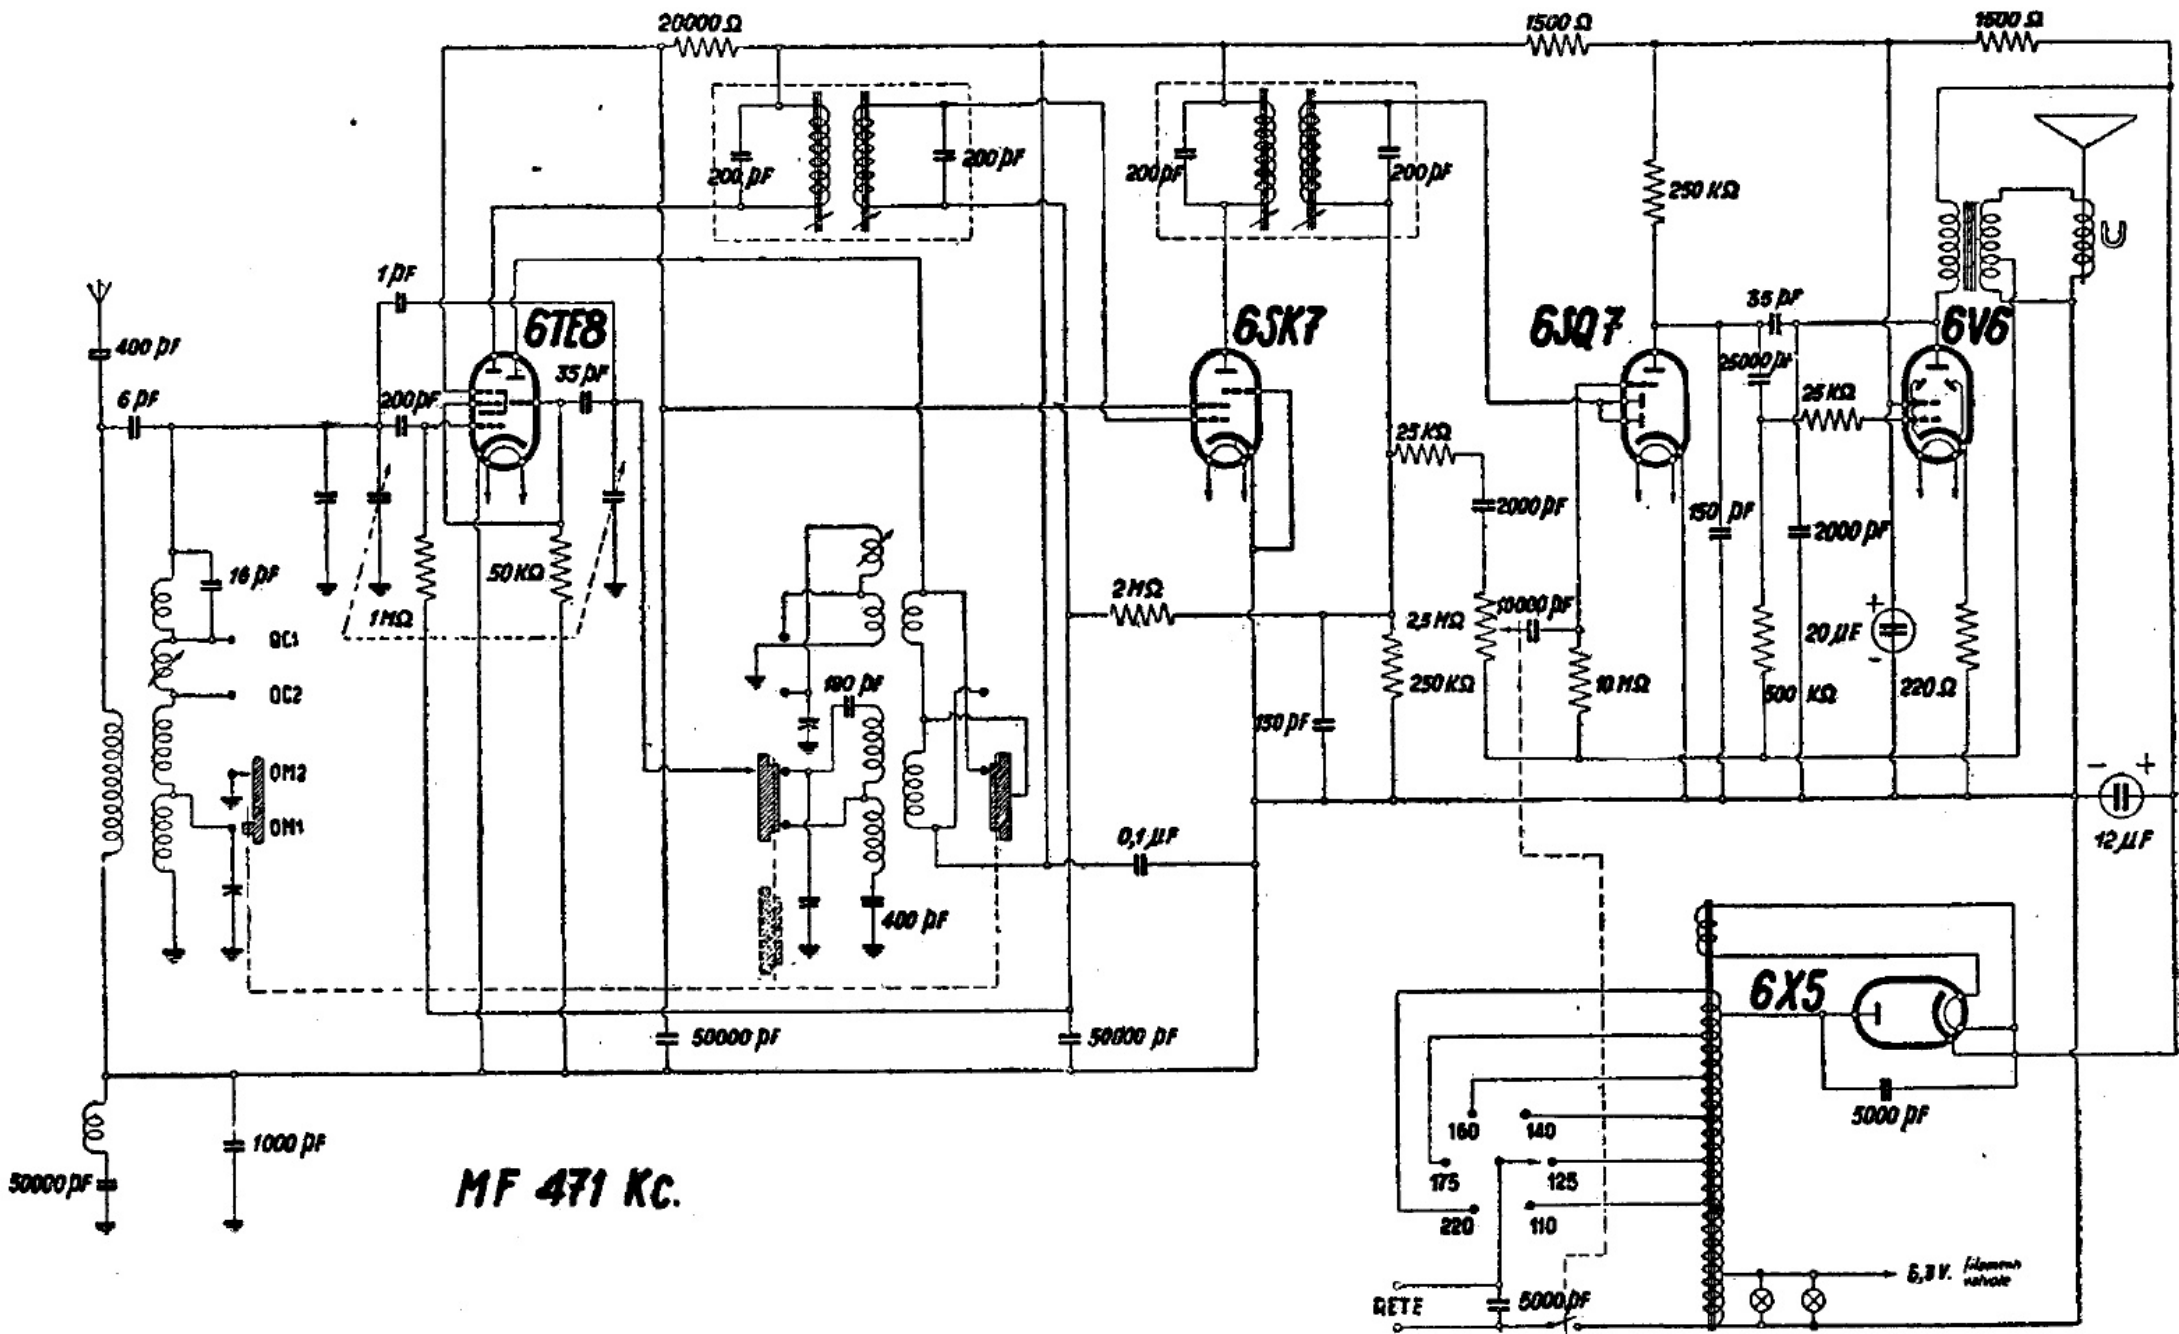 20000 Ω
1500 Ω
1600 Ω
200 pF
200 pF
200 pF
200 pF
250 KΩ
1 pF
6TE8
6SK7
6SQ7
35 pF
6V6
400 pF
35 pF
25000 pF
6 pF
200 pF
25 KΩ
25 KΩ
2000 pF
150 pF
2000 pF
16 pF
50 KΩ
1 MΩ
2 MΩ
2,5 MΩ
10000 pF
+
20 µF
-
OC1
OC2
190 pF
250 KΩ
10 MΩ
500 KΩ
220 Ω
150 pF
OM2
OM1
- +
12 µF
0,1 µF
400 pF
6X5
50000 pF
50000 pF
5000 pF
1000 pF
50000 pF
160
140
175
125
220
110
MF 471 KC.
6,3 V. filamen. valvole
RETE
5000 pF